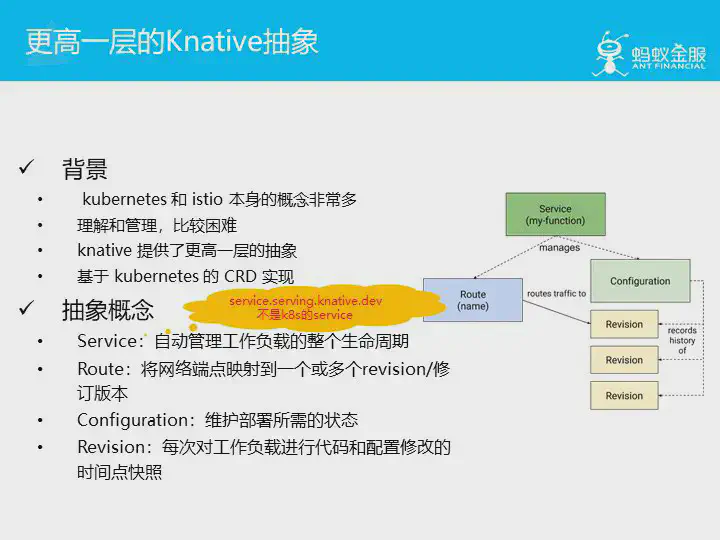 更高一层的Knative抽象
蚂蚁金服
ANT FINANCIAL
✓ 背景
• kubernetes 和 istio 本身的概念非常多
• 理解和管理，比较困难
• knative 提供了更高一层的抽象
• 基于 kubernetes 的 CRD 实现
✓ 抽象概念
service.serving.knative.dev
不是k8s的service
• Service：自动管理工作负载的整个生命周期
• Route：将网络端点映射到一个或多个revision/修
订版本
• Configuration：维护部署所需的状态
• Revision：每次对工作负载进行代码和配置修改的
时间点快照
Service
(my-function)
manages
Configuration
Route
(name)
routes traffic to
Revision
records
history
of
Revision
Revision